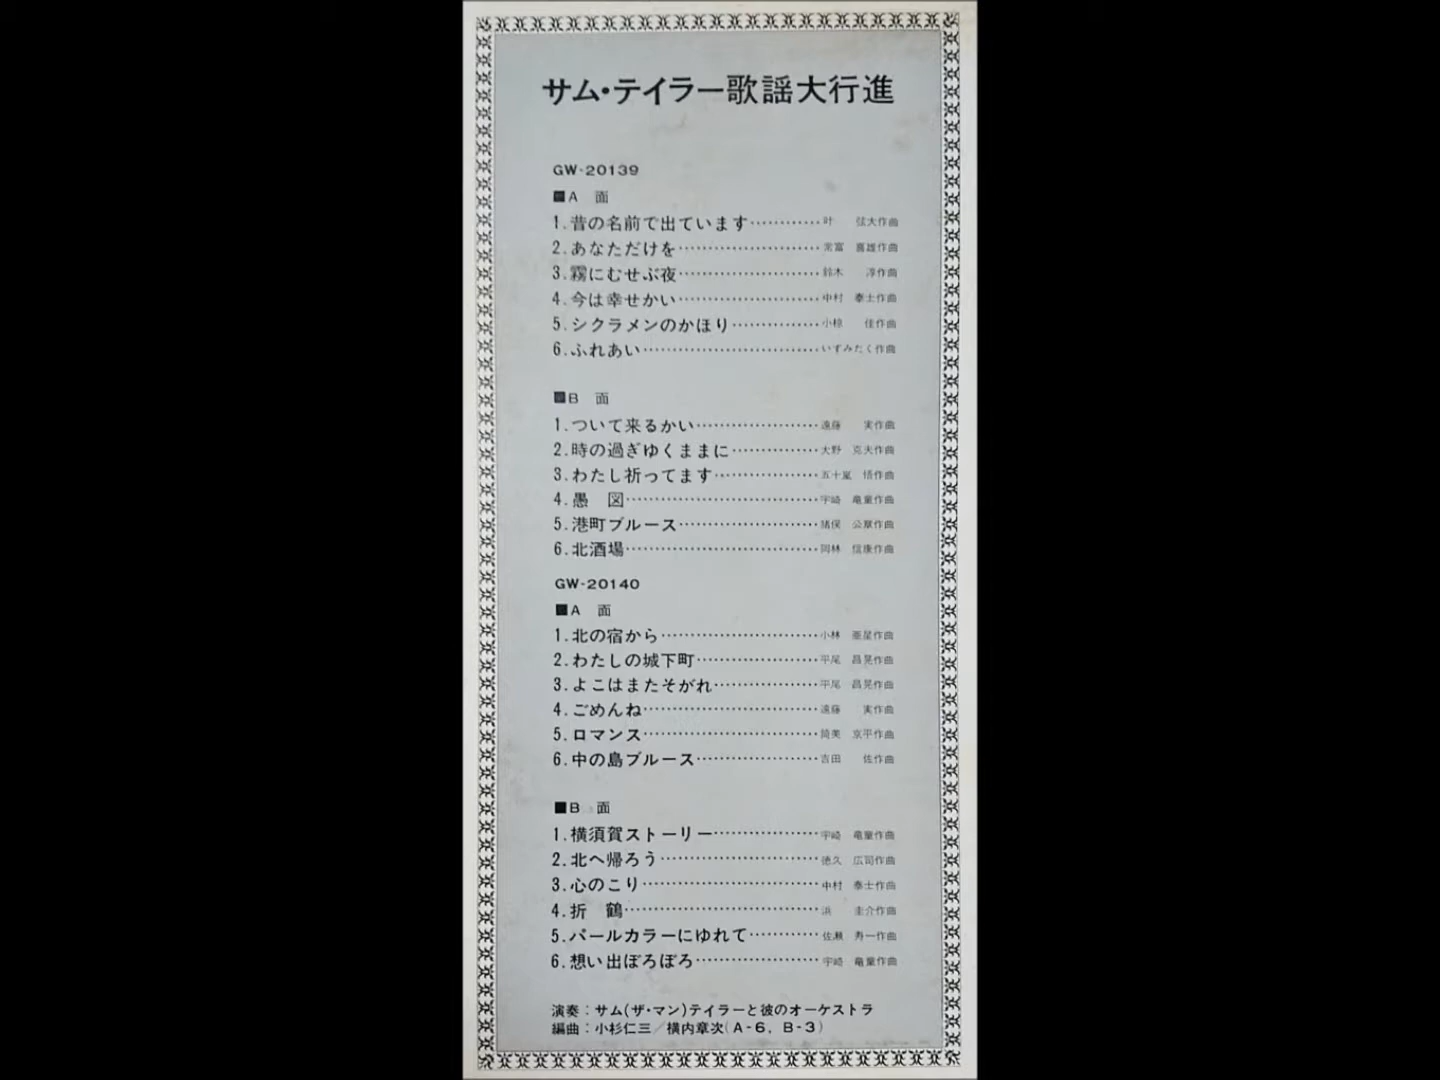 サム・テイラー歌謡大行進
GW-20139
■A 面
1.昔の名前で出ています…………叶 弦大作曲
2.あなただけを……………………常富 喜雄作曲
3.霧にむせぶ夜……………………鈴木 淳作曲
4.今は幸せかい……………………中村 泰士作曲
5.シクラメンのかほり……………小椋 佳作曲
6.ふれあい…………………………いずみたく作曲
■B 面
1.ついて来るかい…………………遠藤 実作曲
2.時の過ぎゆくままに……………大野 克夫作曲
3.わたし祈ってます………………五十嵐 悟作曲
4.愚 図……………………………宇崎 竜童作曲
5.港町ブルース……………………猪俣 公章作曲
6.北酒場……………………………岡林 信康作曲
GW-20140
■A 面
1.北の宿から………………………小林 亜星作曲
2.わたしの城下町…………………平尾 昌晃作曲
3.よこはまたそがれ………………平尾 昌晃作曲
4.ごめんね…………………………遠藤 実作曲
5.ロマンス…………………………筒美 京平作曲
6.中の島ブルース…………………吉田 佐作曲
■B 面
1.横須賀ストーリー………………宇崎 竜童作曲
2.北へ帰ろう………………………徳久 広司作曲
3.心のこり…………………………中村 泰士作曲
4.折 鶴……………………………浜 圭介作曲
5.パールカラーにゆれて…………佐瀬 寿一作曲
6.想い出ぼろぼろ…………………宇崎 竜童作曲
演奏:サム(ザ・マン)テイラーと彼のオーケストラ
編曲:小杉仁三/横内章次(A-6, B-3)